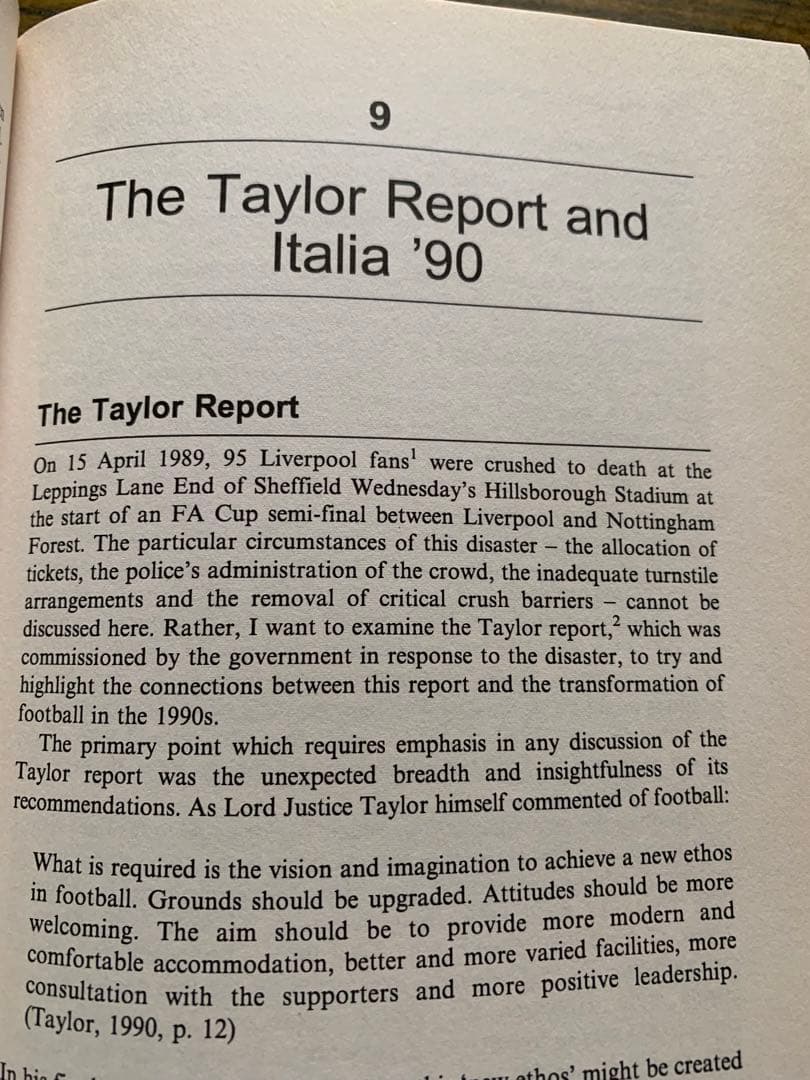 9
The Taylor Report and
Italia ’90
The Taylor Report
On 15 April 1989, 95 Liverpool fans¹ were crushed to death at the
Leppings Lane End of Sheffield Wednesday’s Hillsborough Stadium at
the start of an FA Cup semi-final between Liverpool and Nottingham
Forest. The particular circumstances of this disaster – the allocation of
tickets, the police’s administration of the crowd, the inadequate turnstile
arrangements and the removal of critical crush barriers – cannot be
discussed here. Rather, I want to examine the Taylor report,² which was
commissioned by the government in response to the disaster, to try and
highlight the connections between this report and the transformation of
football in the 1990s.
The primary point which requires emphasis in any discussion of the
Taylor report was the unexpected breadth and insightfulness of its
recommendations. As Lord Justice Taylor himself commented of football:
What is required is the vision and imagination to achieve a new ethos
in football. Grounds should be upgraded. Attitudes should be more
welcoming. The aim should be to provide more modern and
comfortable accommodation, better and more varied facilities, more
consultation with the supporters and more positive leadership.
(Taylor, 1990, p. 12)
In his ethos’ might be created